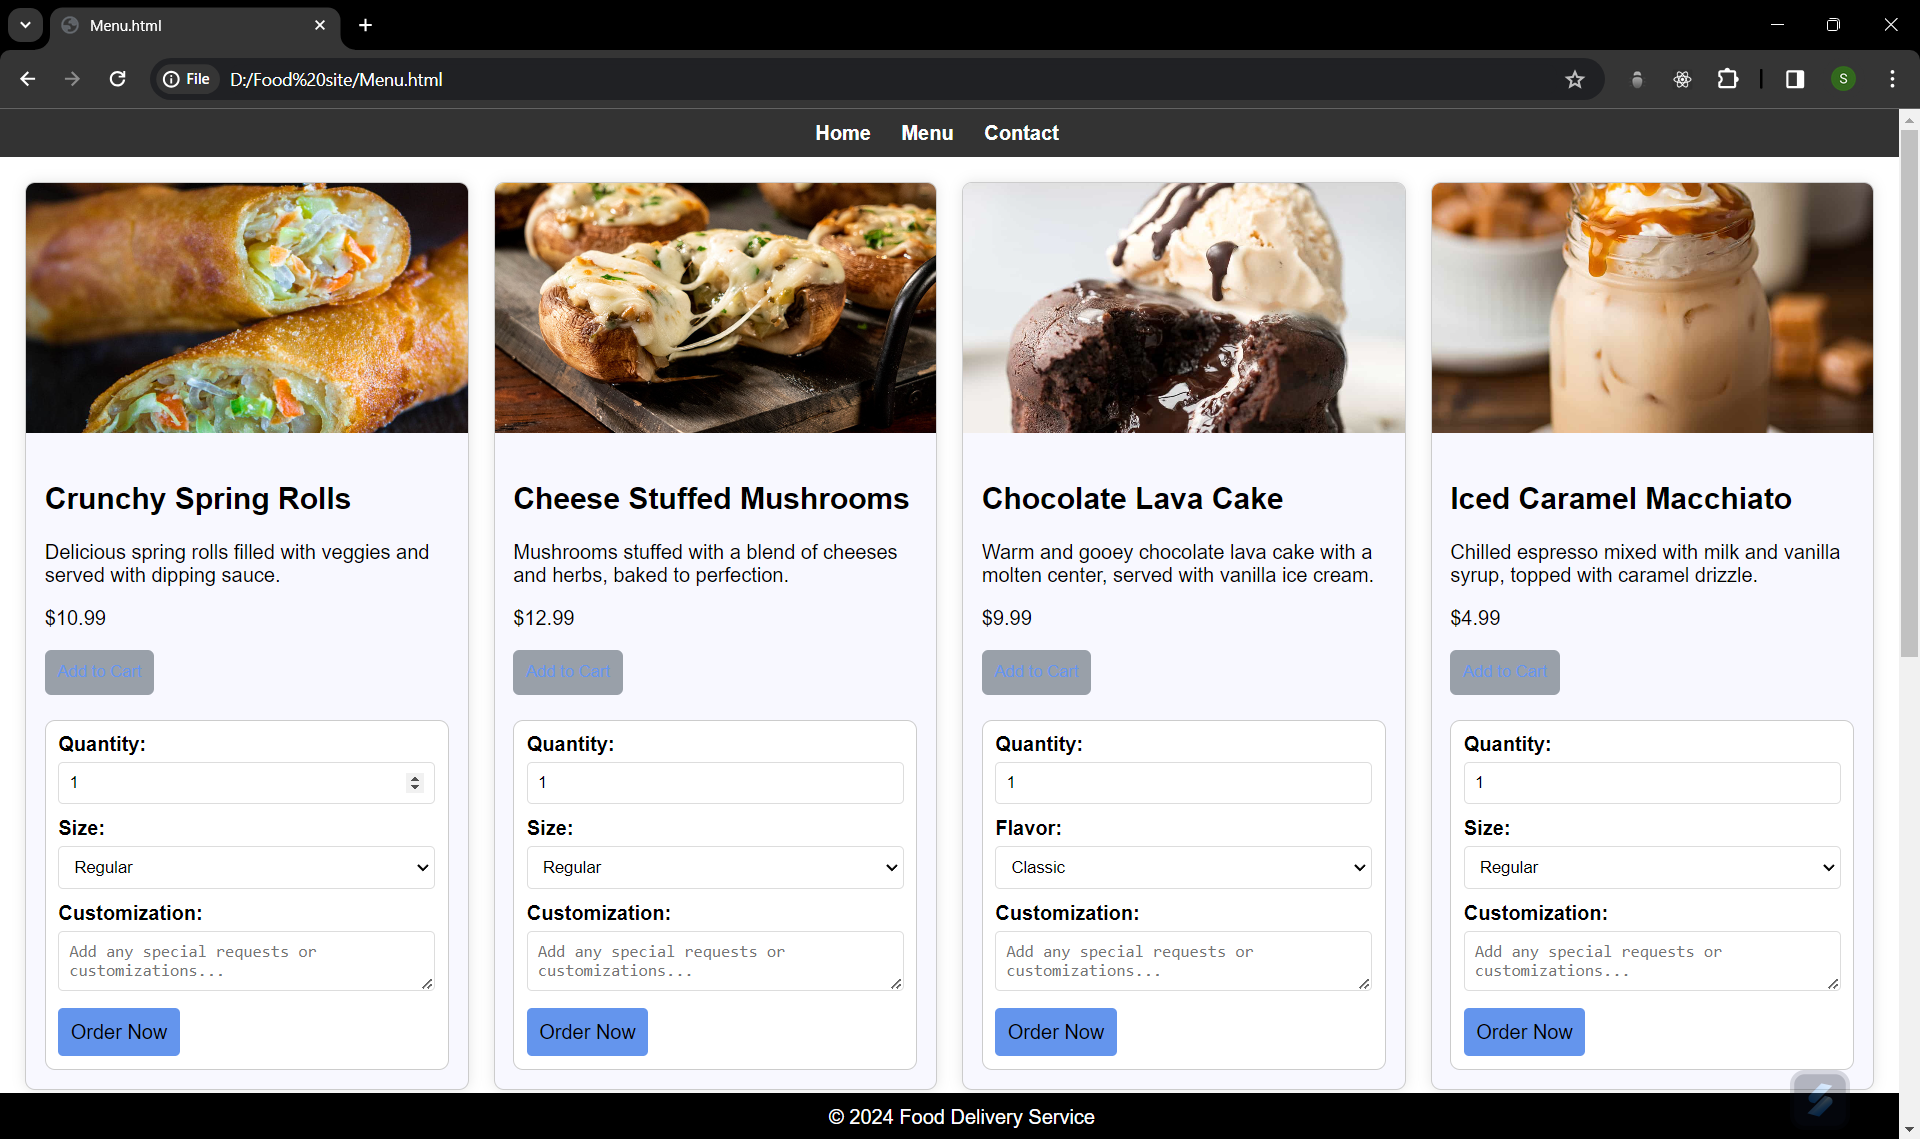 Menu.html
File
D:/Food%20site/Menu.html
S
Home Menu Contact
Crunchy Spring Rolls
Delicious spring rolls filled with veggies and
served with dipping sauce.
$10.99
Add to Cart
Quantity:
1
Size:
Regular
Customization:
Add any special requests or
customizations...
Order Now
Cheese Stuffed Mushrooms
Mushrooms stuffed with a blend of cheeses
and herbs, baked to perfection.
$12.99
Add to Cart
Quantity:
1
Size:
Regular
Customization:
Add any special requests or
customizations...
Order Now
Chocolate Lava Cake
Warm and gooey chocolate lava cake with a
molten center, served with vanilla ice cream.
$9.99
Add to Cart
Quantity:
1
Flavor:
Classic
Customization:
Add any special requests or
customizations...
Order Now
Iced Caramel Macchiato
Chilled espresso mixed with milk and vanilla
syrup, topped with caramel drizzle.
$4.99
Add to Cart
Quantity:
1
Size:
Regular
Customization:
Add any special requests or
customizations...
Order Now
© 2024 Food Delivery Service